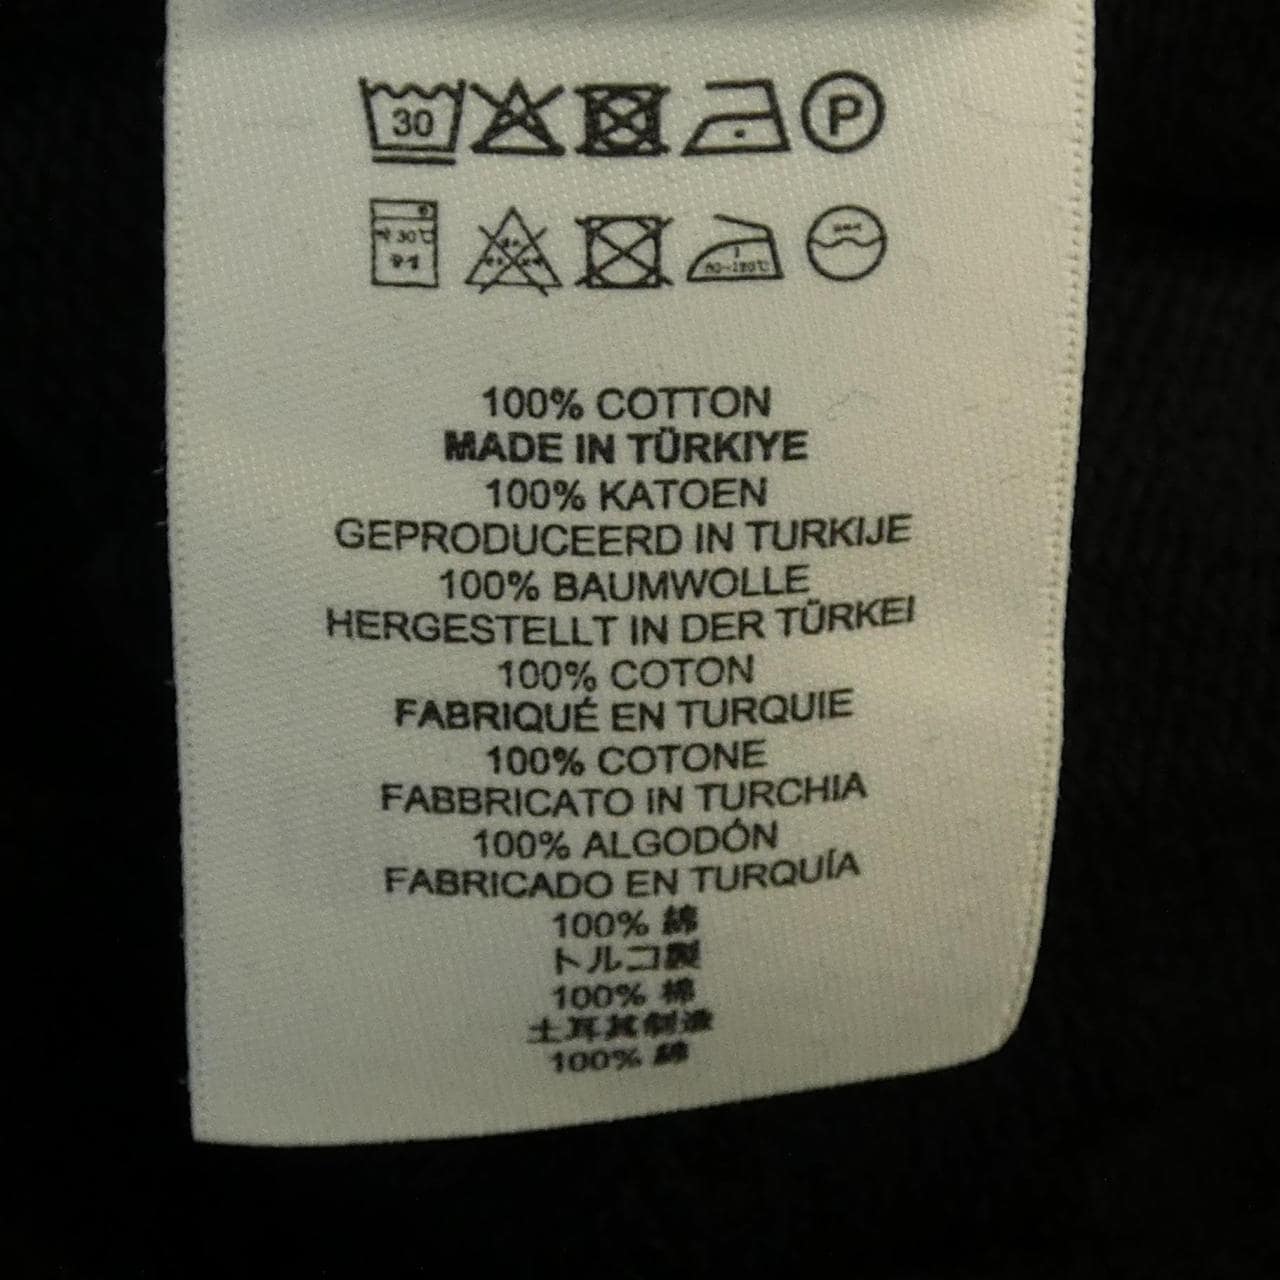 30 P
100% COTTON
MADE IN TÜRKIYE
100% KATOEN
GEPRODUCEERD IN TURKIJE
100% BAUMWOLLE
HERGESTELLT IN DER TÜRKEI
100% COTON
FABRIQUÉ EN TURQUIE
100% COTONE
FABBRICATO IN TURCHIA
100% ALGODÓN
FABRICADO EN TURQUÍA
100% 綿
トルコ製
100% 棉
土耳其制造
100% 綿